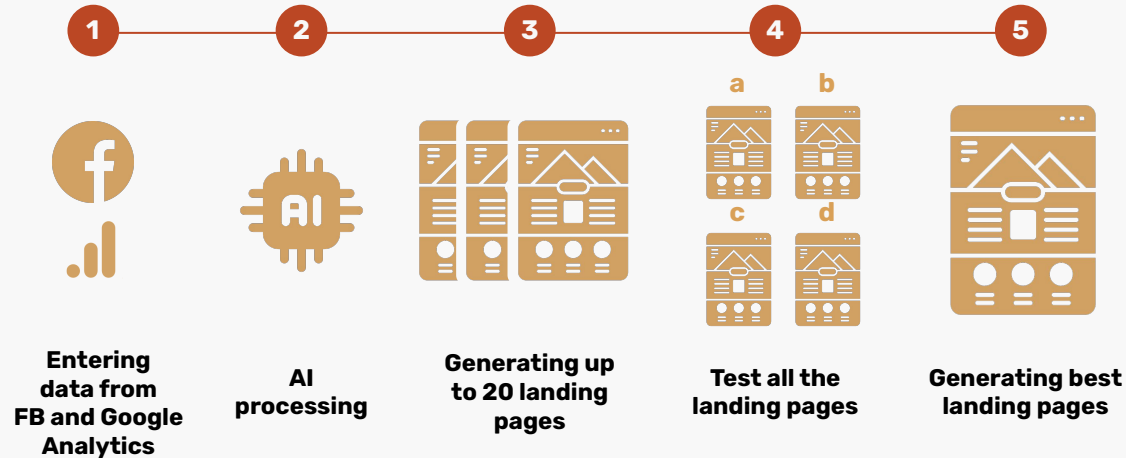 1
2
3
4
5
a
b
AI
c
d
Entering
data from
FB and Google
Analytics
AI
processing
Generating up
to 20 landing
pages
Test all the
landing pages
Generating best
landing pages